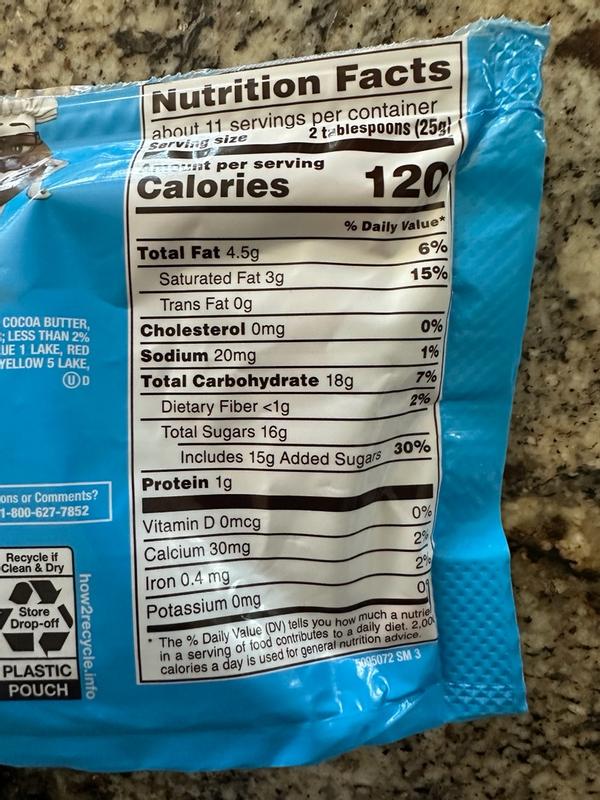 Nutrition Facts
about 11 servings per container
Serving size 2 tablespoons (25g)
Amount per serving
Calories 120
% Daily Value*
Total Fat 4.5g 6%
Saturated Fat 3g 15%
Trans Fat 0g
Cholesterol 0mg 0%
Sodium 20mg 1%
Total Carbohydrate 18g 7%
Dietary Fiber <1g 2%
Total Sugars 16g
Includes 15g Added Sugars 30%
Protein 1g
Vitamin D 0mcg 0%
Calcium 30mg 2%
Iron 0.4 mg 2%
Potassium 0mg 0%
* The % Daily Value (DV) tells you how much a
in a serving of food contributes to a daily diet.
calories a day is used for general nutrition advice.
5095072 SM 3
COCOA BUTTER,
; LESS THAN 2%
1 LAKE, RED
YELLOW 5 LAKE,
U D
or Comments?
1-800-627-7852
Recycle if
Clean & Dry
Store
Drop-off
PLASTIC
POUCH
how2recycle.info